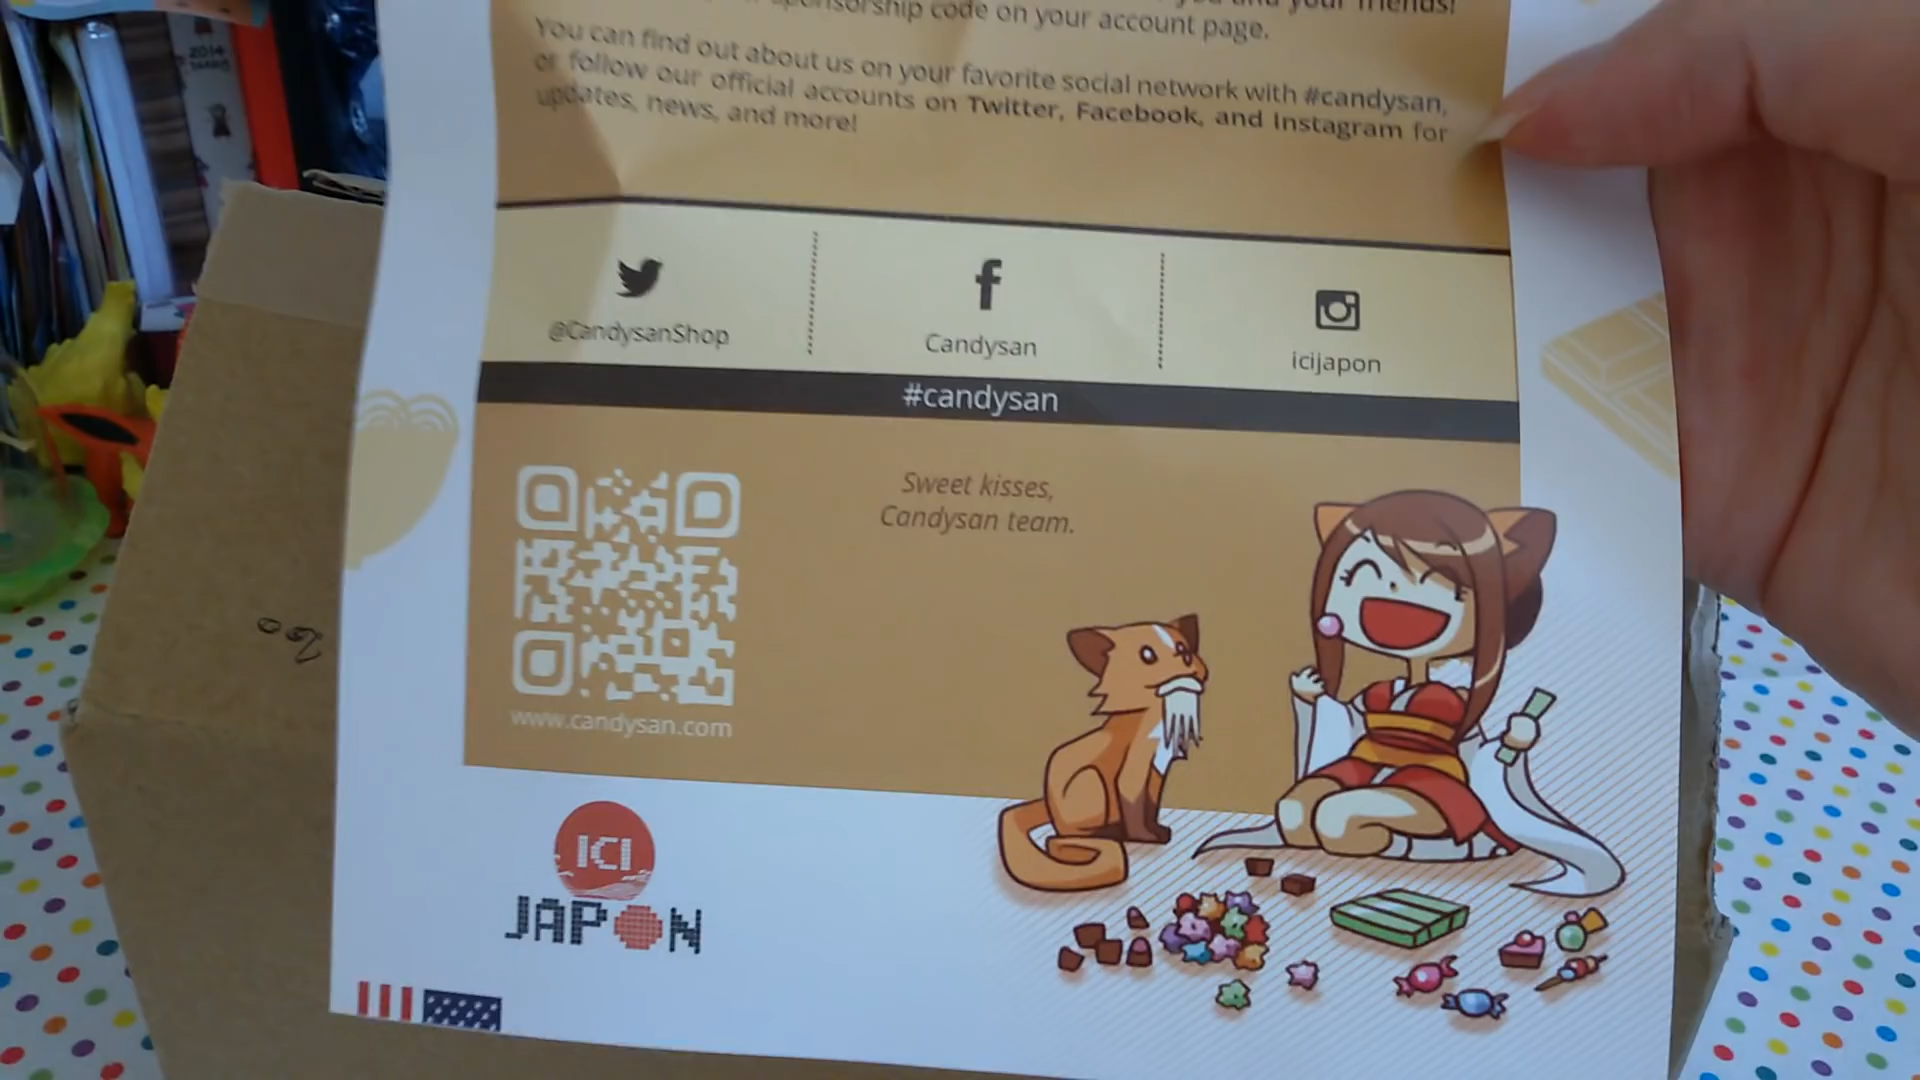 sponsorship code on your account page.
You can find out about us on your favorite social network with #candysan,
or follow our official accounts on Twitter, Facebook, and Instagram for
updates, news, and more!
@CandysanShop
Candysan
icijapon
#candysan
Sweet kisses,
Candysan team.
www.candysan.com
ICI
JAPON
2014